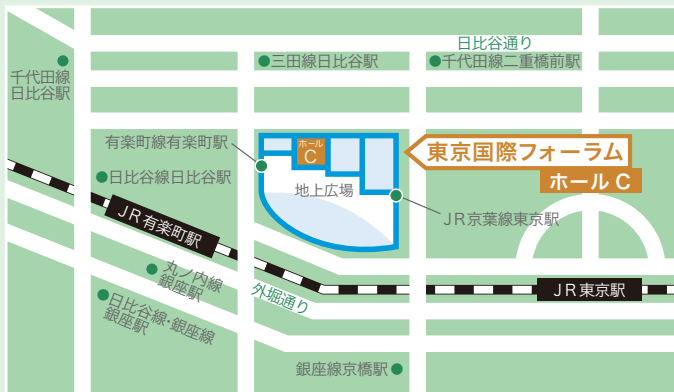 日比谷通り
三田線日比谷駅
千代田線二重橋前駅
千代田線
日比谷駅
有楽町線有楽町駅
ホール
C
東京国際フォーラム
ホール C
日比谷線日比谷駅
地上広場
JR京葉線東京駅
JR有楽町駅
丸ノ内線
銀座駅
外堀通り
JR東京駅
日比谷線・銀座線
銀座駅
銀座線京橋駅